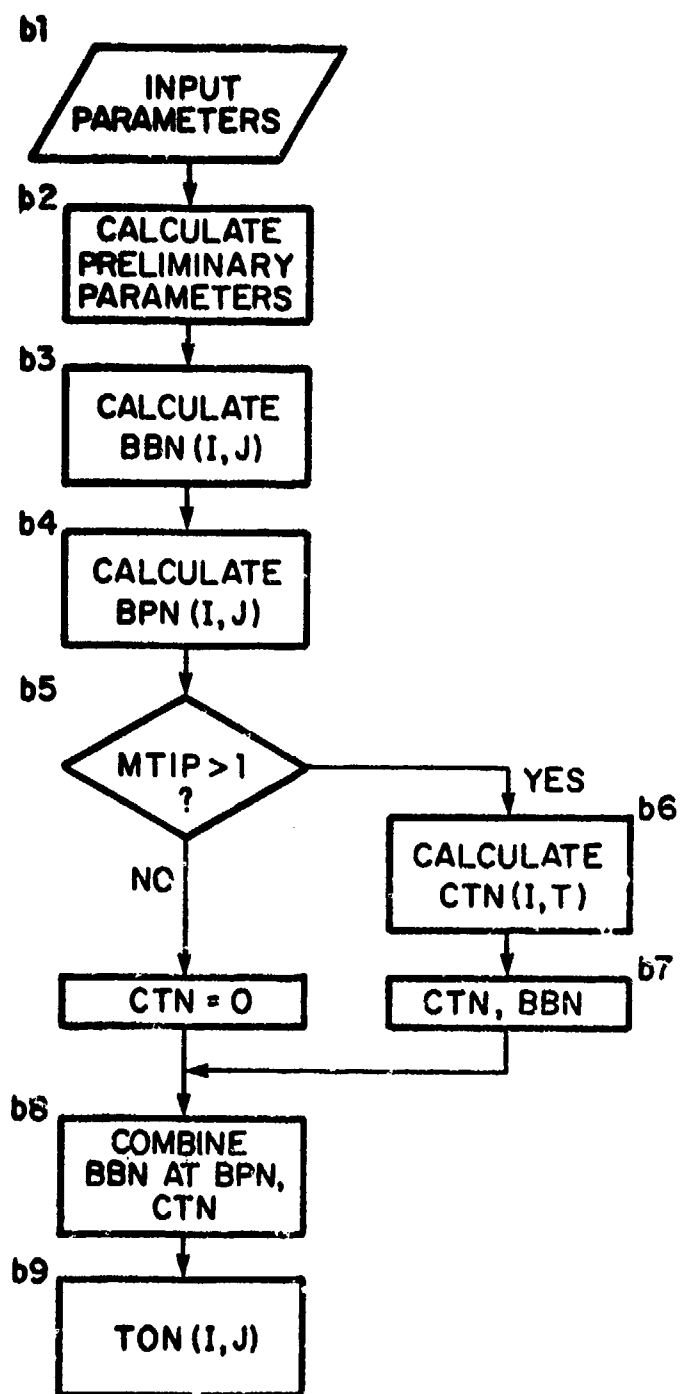 b1
INPUT
PARAMETERS
b2
CALCULATE
PRELIMINARY
PARAMETERS
b3
CALCULATE
BBN (I, J)
b4
CALCULATE
BPN (I, J)
b5
MTIP > 1
?
YES
NO
b6
CALCULATE
CTN (I, T)
b7
CTN = 0
CTN, BBN
b8
COMBINE
BBN AT BPN,
CTN
b9
TON (I, J)